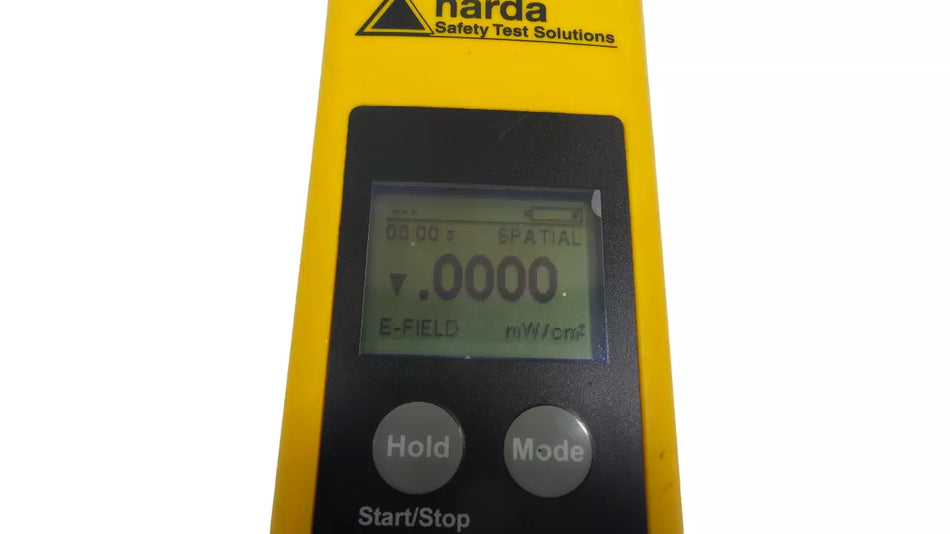 narda
Safety Test Solutions
---
00:00 s SPATIAL
▼ .0000
E-FIELD mW/cm²
Hold Mode
Start/Stop